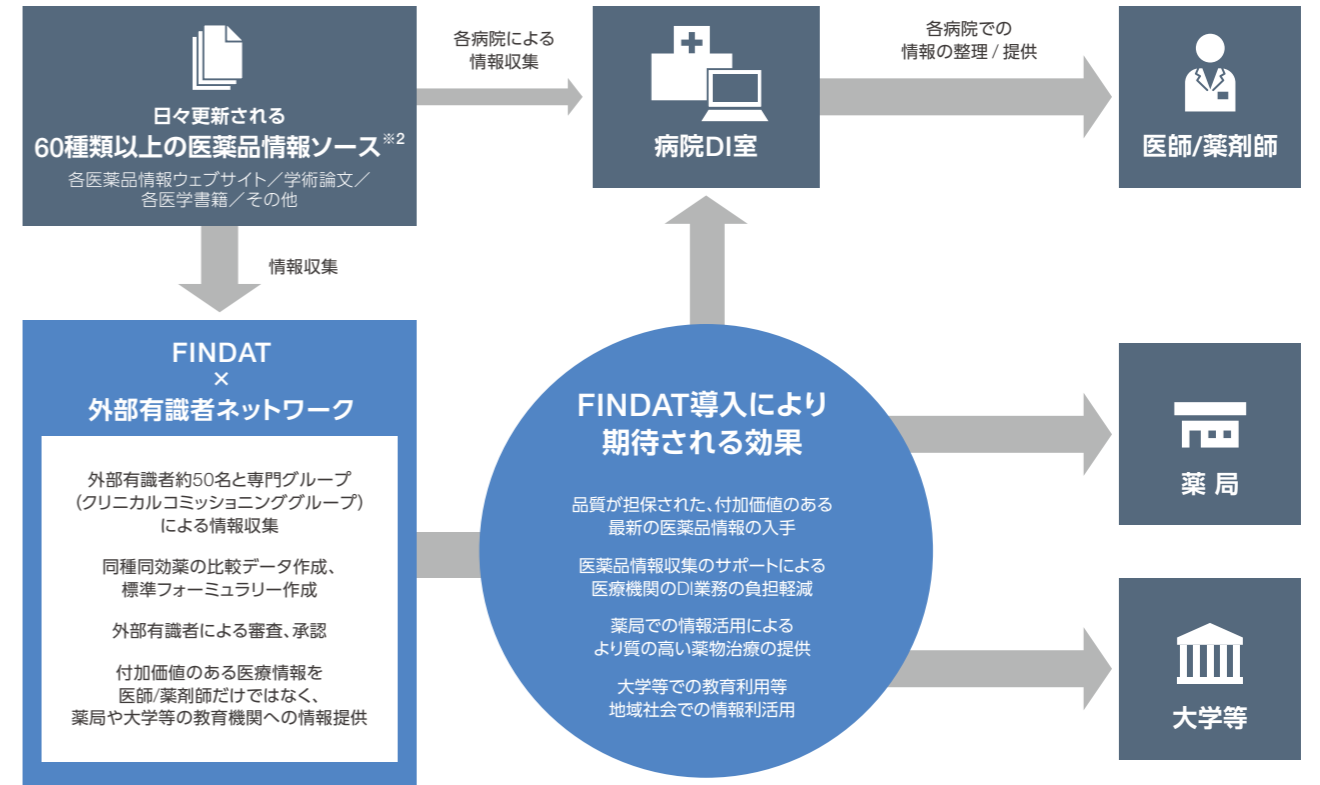 日々更新される
60種類以上の医薬品情報ソース※2
各医薬品情報ウェブサイト／学術論文／
各医学書籍／その他
各病院による
情報収集
病院DI室
各病院での
情報の整理 / 提供
医師/薬剤師
情報収集
FINDAT
×
外部有識者ネットワーク
外部有識者約50名と専門グループ
（クリニカルコミッショニンググループ）
による情報収集
同種同効薬の比較データ作成、
標準フォーミュラリー作成
外部有識者による審査、承認
付加価値のある医療情報を
医師/薬剤師だけではなく、
薬局や大学等の教育機関への情報提供
FINDAT導入により
期待される効果
品質が担保された、付加価値のある
最新の医薬品情報の入手
医薬品情報収集のサポートによる
医療機関のDI業務の負担軽減
薬局での情報活用による
より質の高い薬物治療の提供
大学等での教育利用等
地域社会での情報利活用
薬 局
大学等